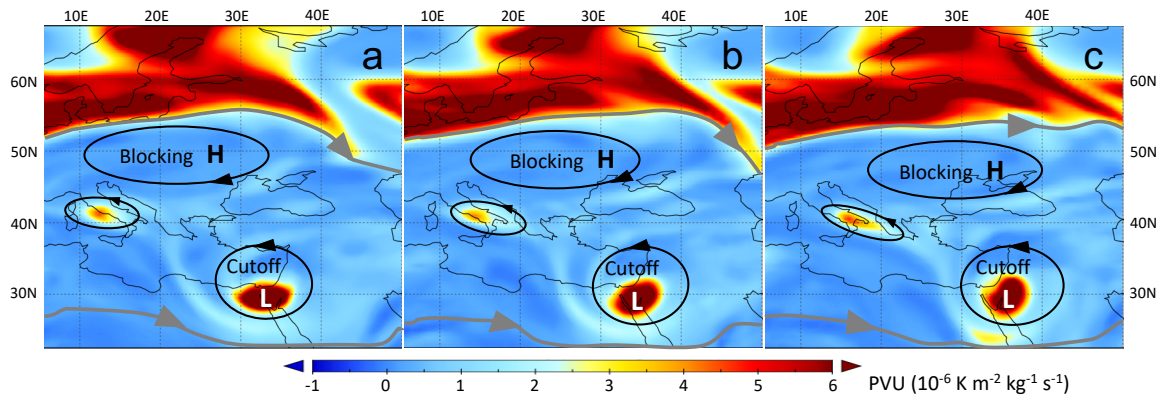 10E 20E 30E 40E 10E 20E 30E 40E 10E 20E 30E 40E
a b c
60N 60N
50N 50N
Blocking H Blocking H Blocking H
40N 40N
Cutoff Cutoff Cutoff
30N 30N
L L L
-1 0 1 2 3 4 5 6 PVU (10⁻⁶ K m⁻² kg⁻¹ s⁻¹)